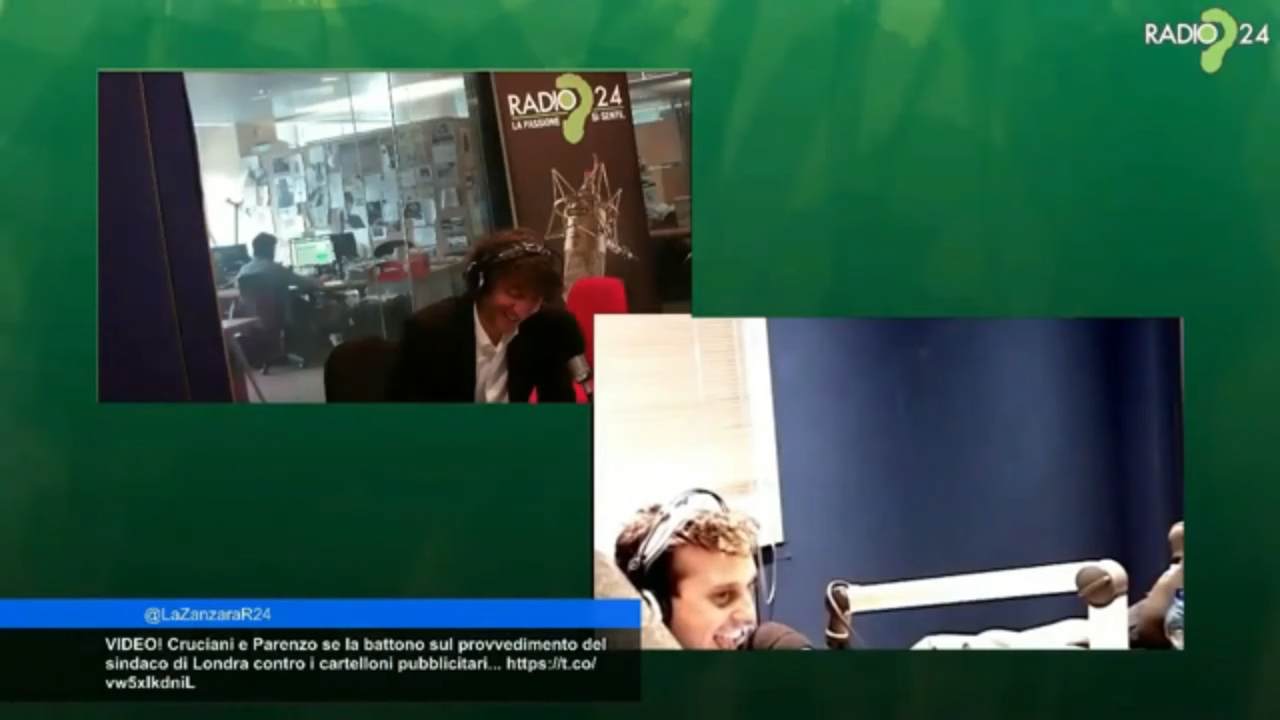 RADIO 24
RADIO 24
LA PASSIONE SI SENTE.
@LaZanzaraR24
VIDEO! Cruciani e Parenzo se la battono sul provvedimento del
sindaco di Londra contro i cartelloni pubblicitari... https://t.co/
vw5xIkdniL